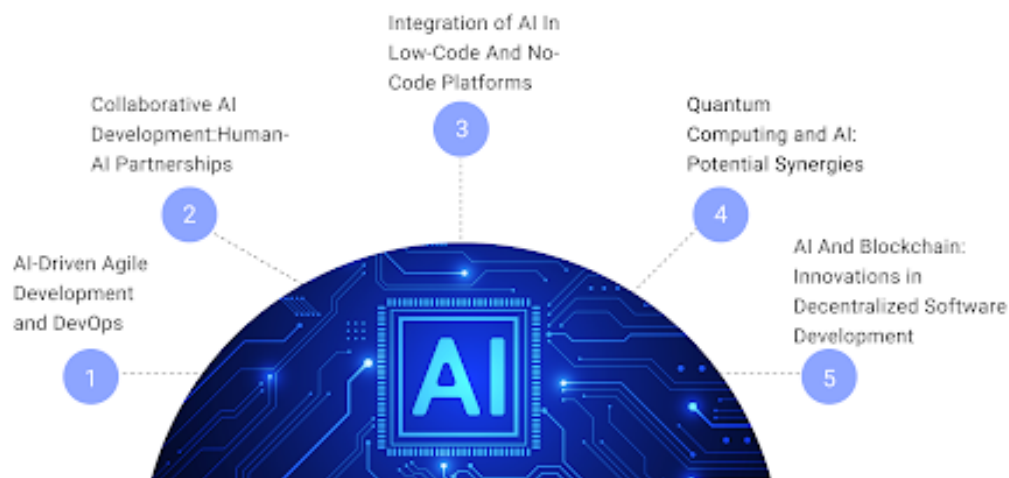 AI-Driven Agile
Development
and DevOps
1
Collaborative AI
Development:Human-
AI Partnerships
2
Integration of AI In
Low-Code And No-
Code Platforms
3
Quantum
Computing and AI:
Potential Synergies
4
AI And Blockchain:
Innovations in
Decentralized Software
Development
5
AI